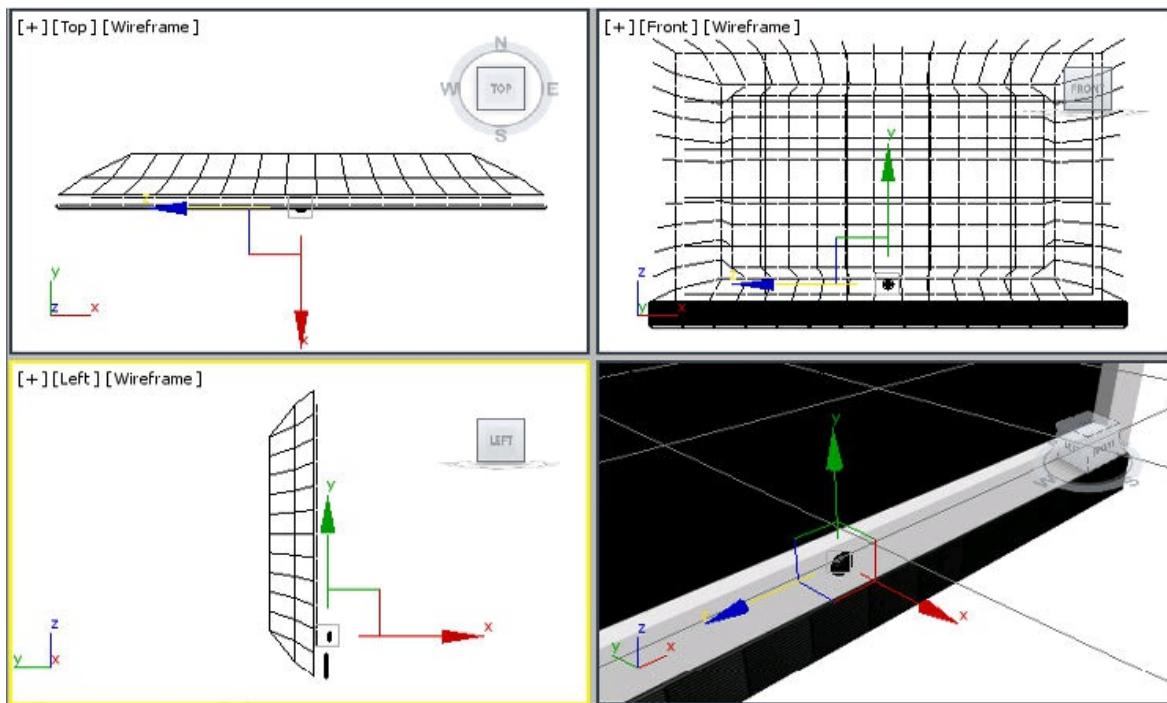 [+] [Top] [Wireframe]
N
W TOP E
S
x
y
z x
x
[+] [Front] [Wireframe]
FRONT
y
z
z
y x
[+] [Left] [Wireframe]
LEFT
y
x
z
y x
y
W S
z x
z
y x